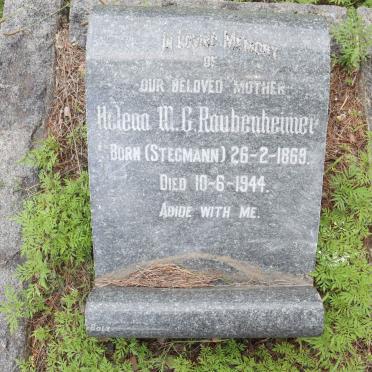 In Loving Memory
of
our beloved mother
Helena M.G. Raubenheimer
Born (Stegmann) 26-2-1869.
Died 10-6-1944.
Abide with me.